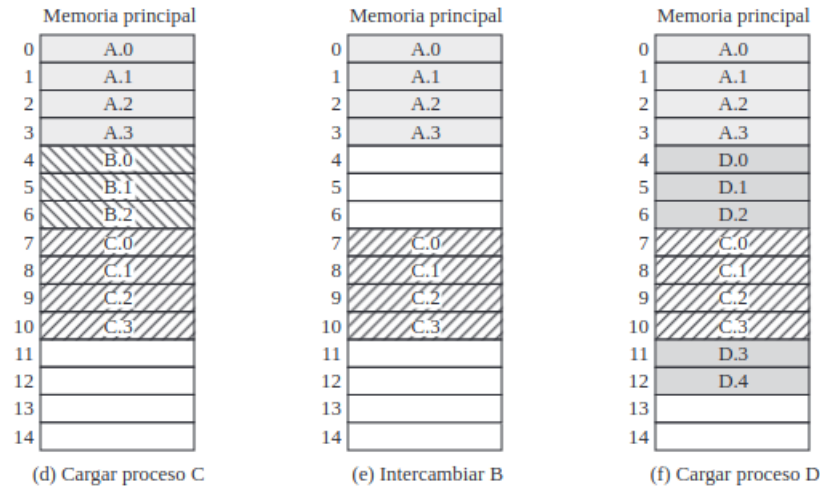 Memoria principal
0 A.0
1 A.1
2 A.2
3 A.3
4 B.0
5 B.1
6 B.2
7 C.0
8 C.1
9 C.2
10 C.3
11
12
13
14
(d) Cargar proceso C
Memoria principal
0 A.0
1 A.1
2 A.2
3 A.3
4
5
6
7 C.0
8 C.1
9 C.2
10 C.3
11
12
13
14
(e) Intercambiar B
Memoria principal
0 A.0
1 A.1
2 A.2
3 A.3
4 D.0
5 D.1
6 D.2
7 C.0
8 C.1
9 C.2
10 C.3
11 D.3
12 D.4
13
14
(f) Cargar proceso D